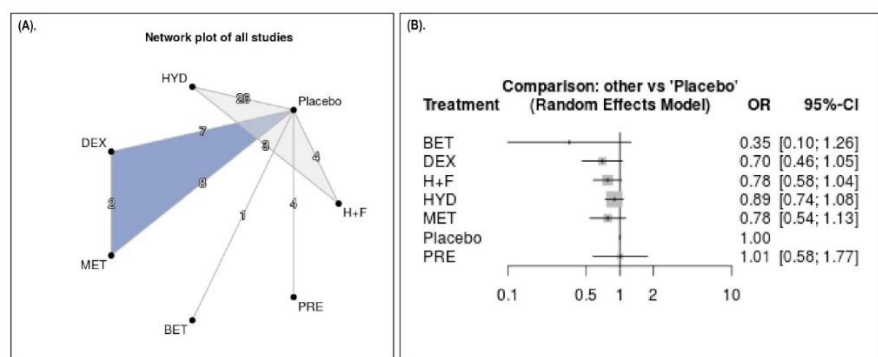 (A).
Network plot of all studies
HYD
26
Placebo
DEX
7
3
4
8
2
1
4
H+F
MET
PRE
BET
(B).
Comparison: other vs 'Placebo'
Treatment (Random Effects Model) OR 95%-CI
BET 0.35 [0.10; 1.26]
DEX 0.70 [0.46; 1.05]
H+F 0.78 [0.58; 1.04]
HYD 0.89 [0.74; 1.08]
MET 0.78 [0.54; 1.13]
Placebo 1.00
PRE 1.01 [0.58; 1.77]
0.1 0.5 1 2 10